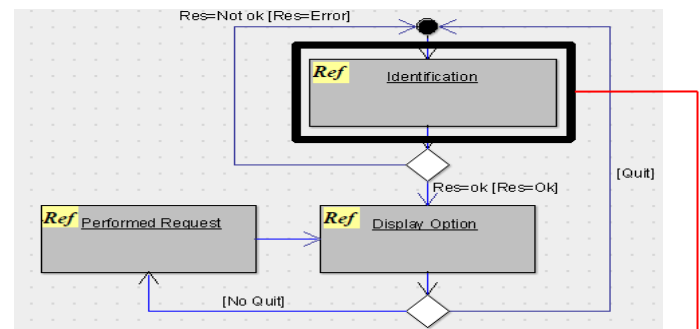 Res=Not ok [Res=Error]
Ref Identification
[Quit]
Res=ok [Res=Ok]
Ref Performed Request
Ref Display Option
[No Quit]